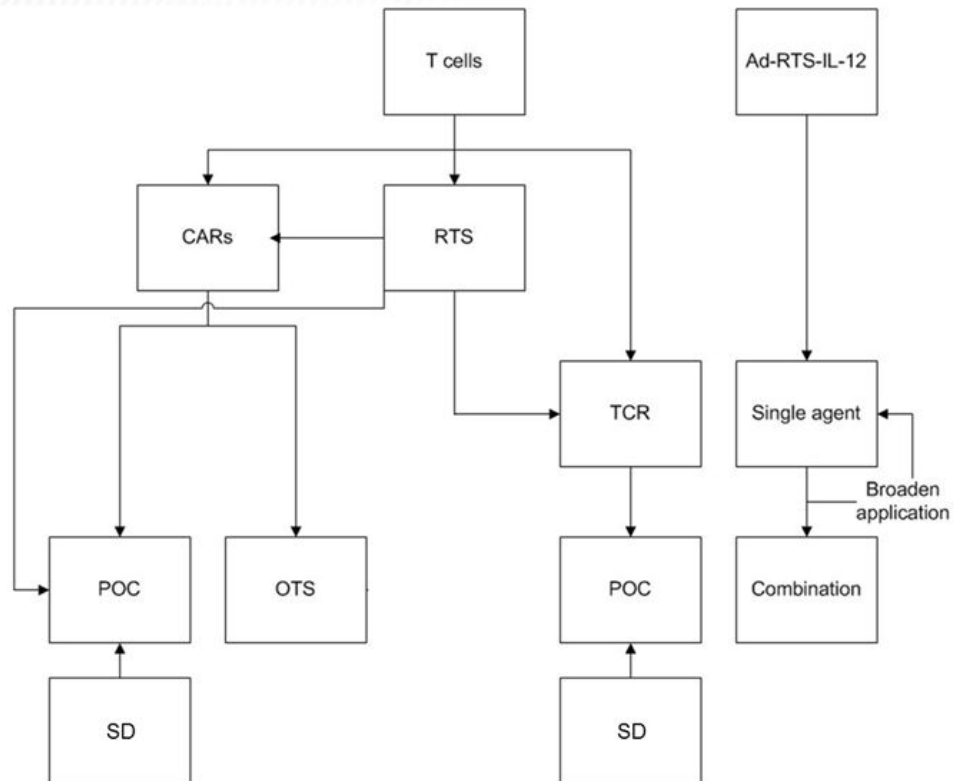 T cells
Ad-RTS-IL-12
CARs
RTS
TCR
Single agent
Broaden
application
POC
OTS
POC
Combination
SD
SD